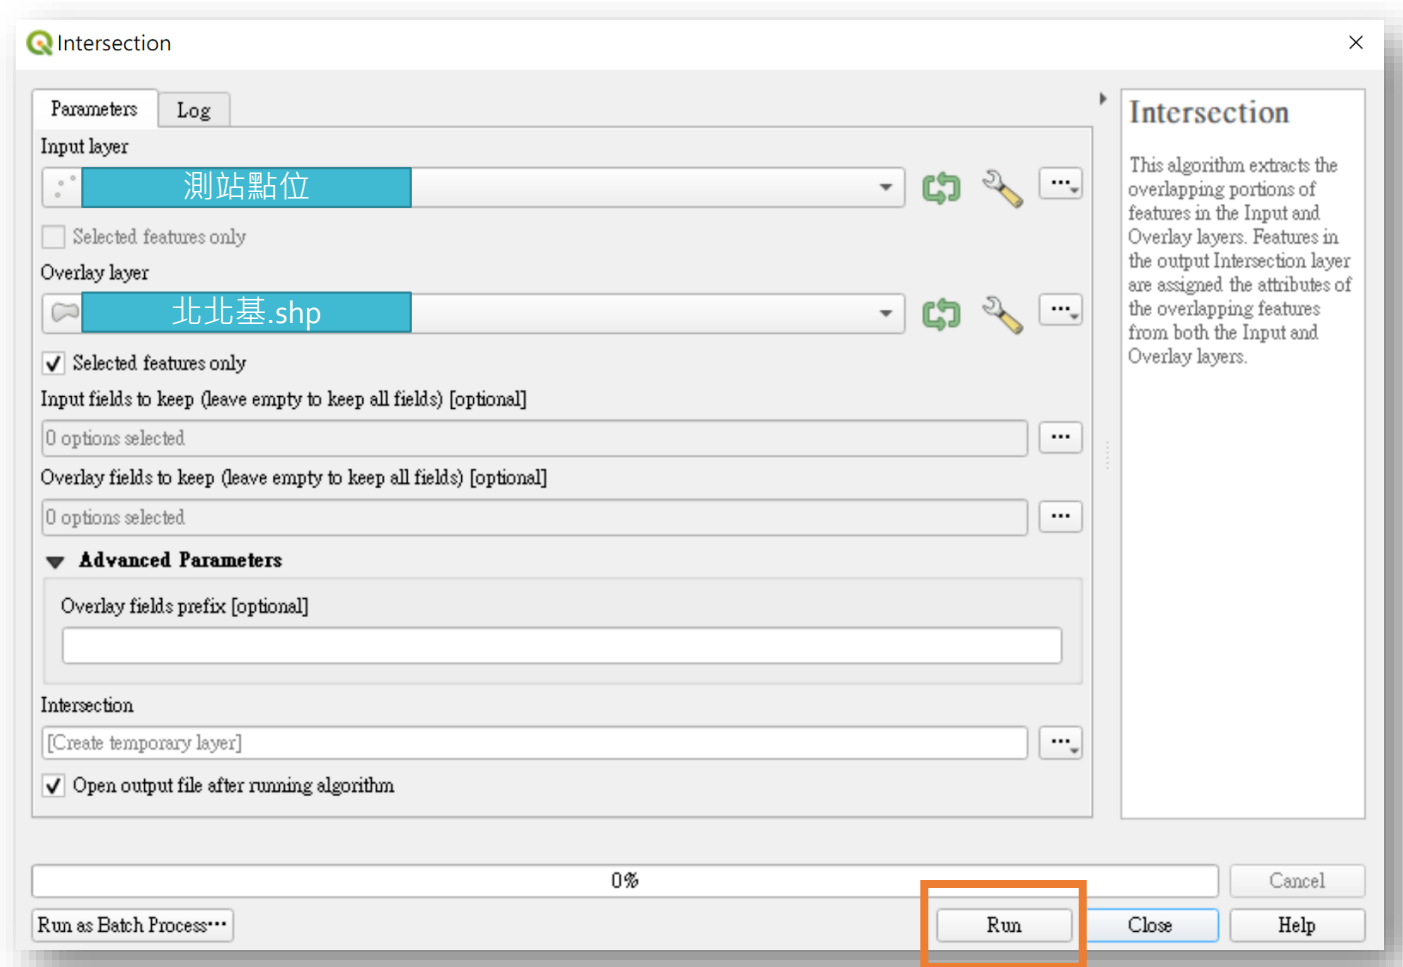 Intersection
Parameters
Log
Input layer
測站點位
Selected features only
Overlay layer
北北基.shp
Selected features only
Input fields to keep (leave empty to keep all fields) [optional]
0 options selected
Overlay fields to keep (leave empty to keep all fields) [optional]
0 options selected
Advanced Parameters
Overlay fields prefix [optional]
Intersection
[Create temporary layer]
Open output file after running algorithm
Intersection
This algorithm extracts the
overlapping portions of
features in the Input and
Overlay layers. Features in
the output Intersection layer
are assigned the attributes of
the overlapping features
from both the Input and
Overlay layers.
0%
Cancel
Run as Batch Process…
Run
Close
Help